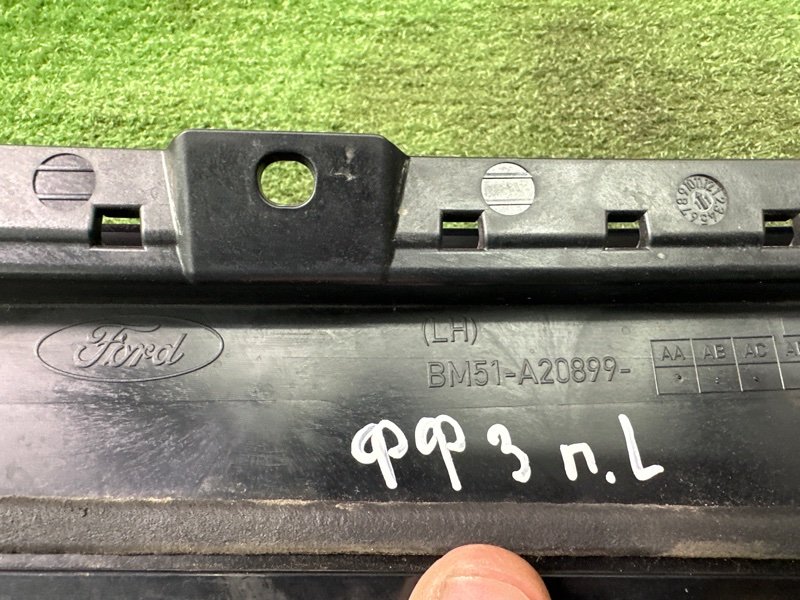 (LH)
Ford
BM51-A20899-
AA AB AC
ФФ 3 п. L